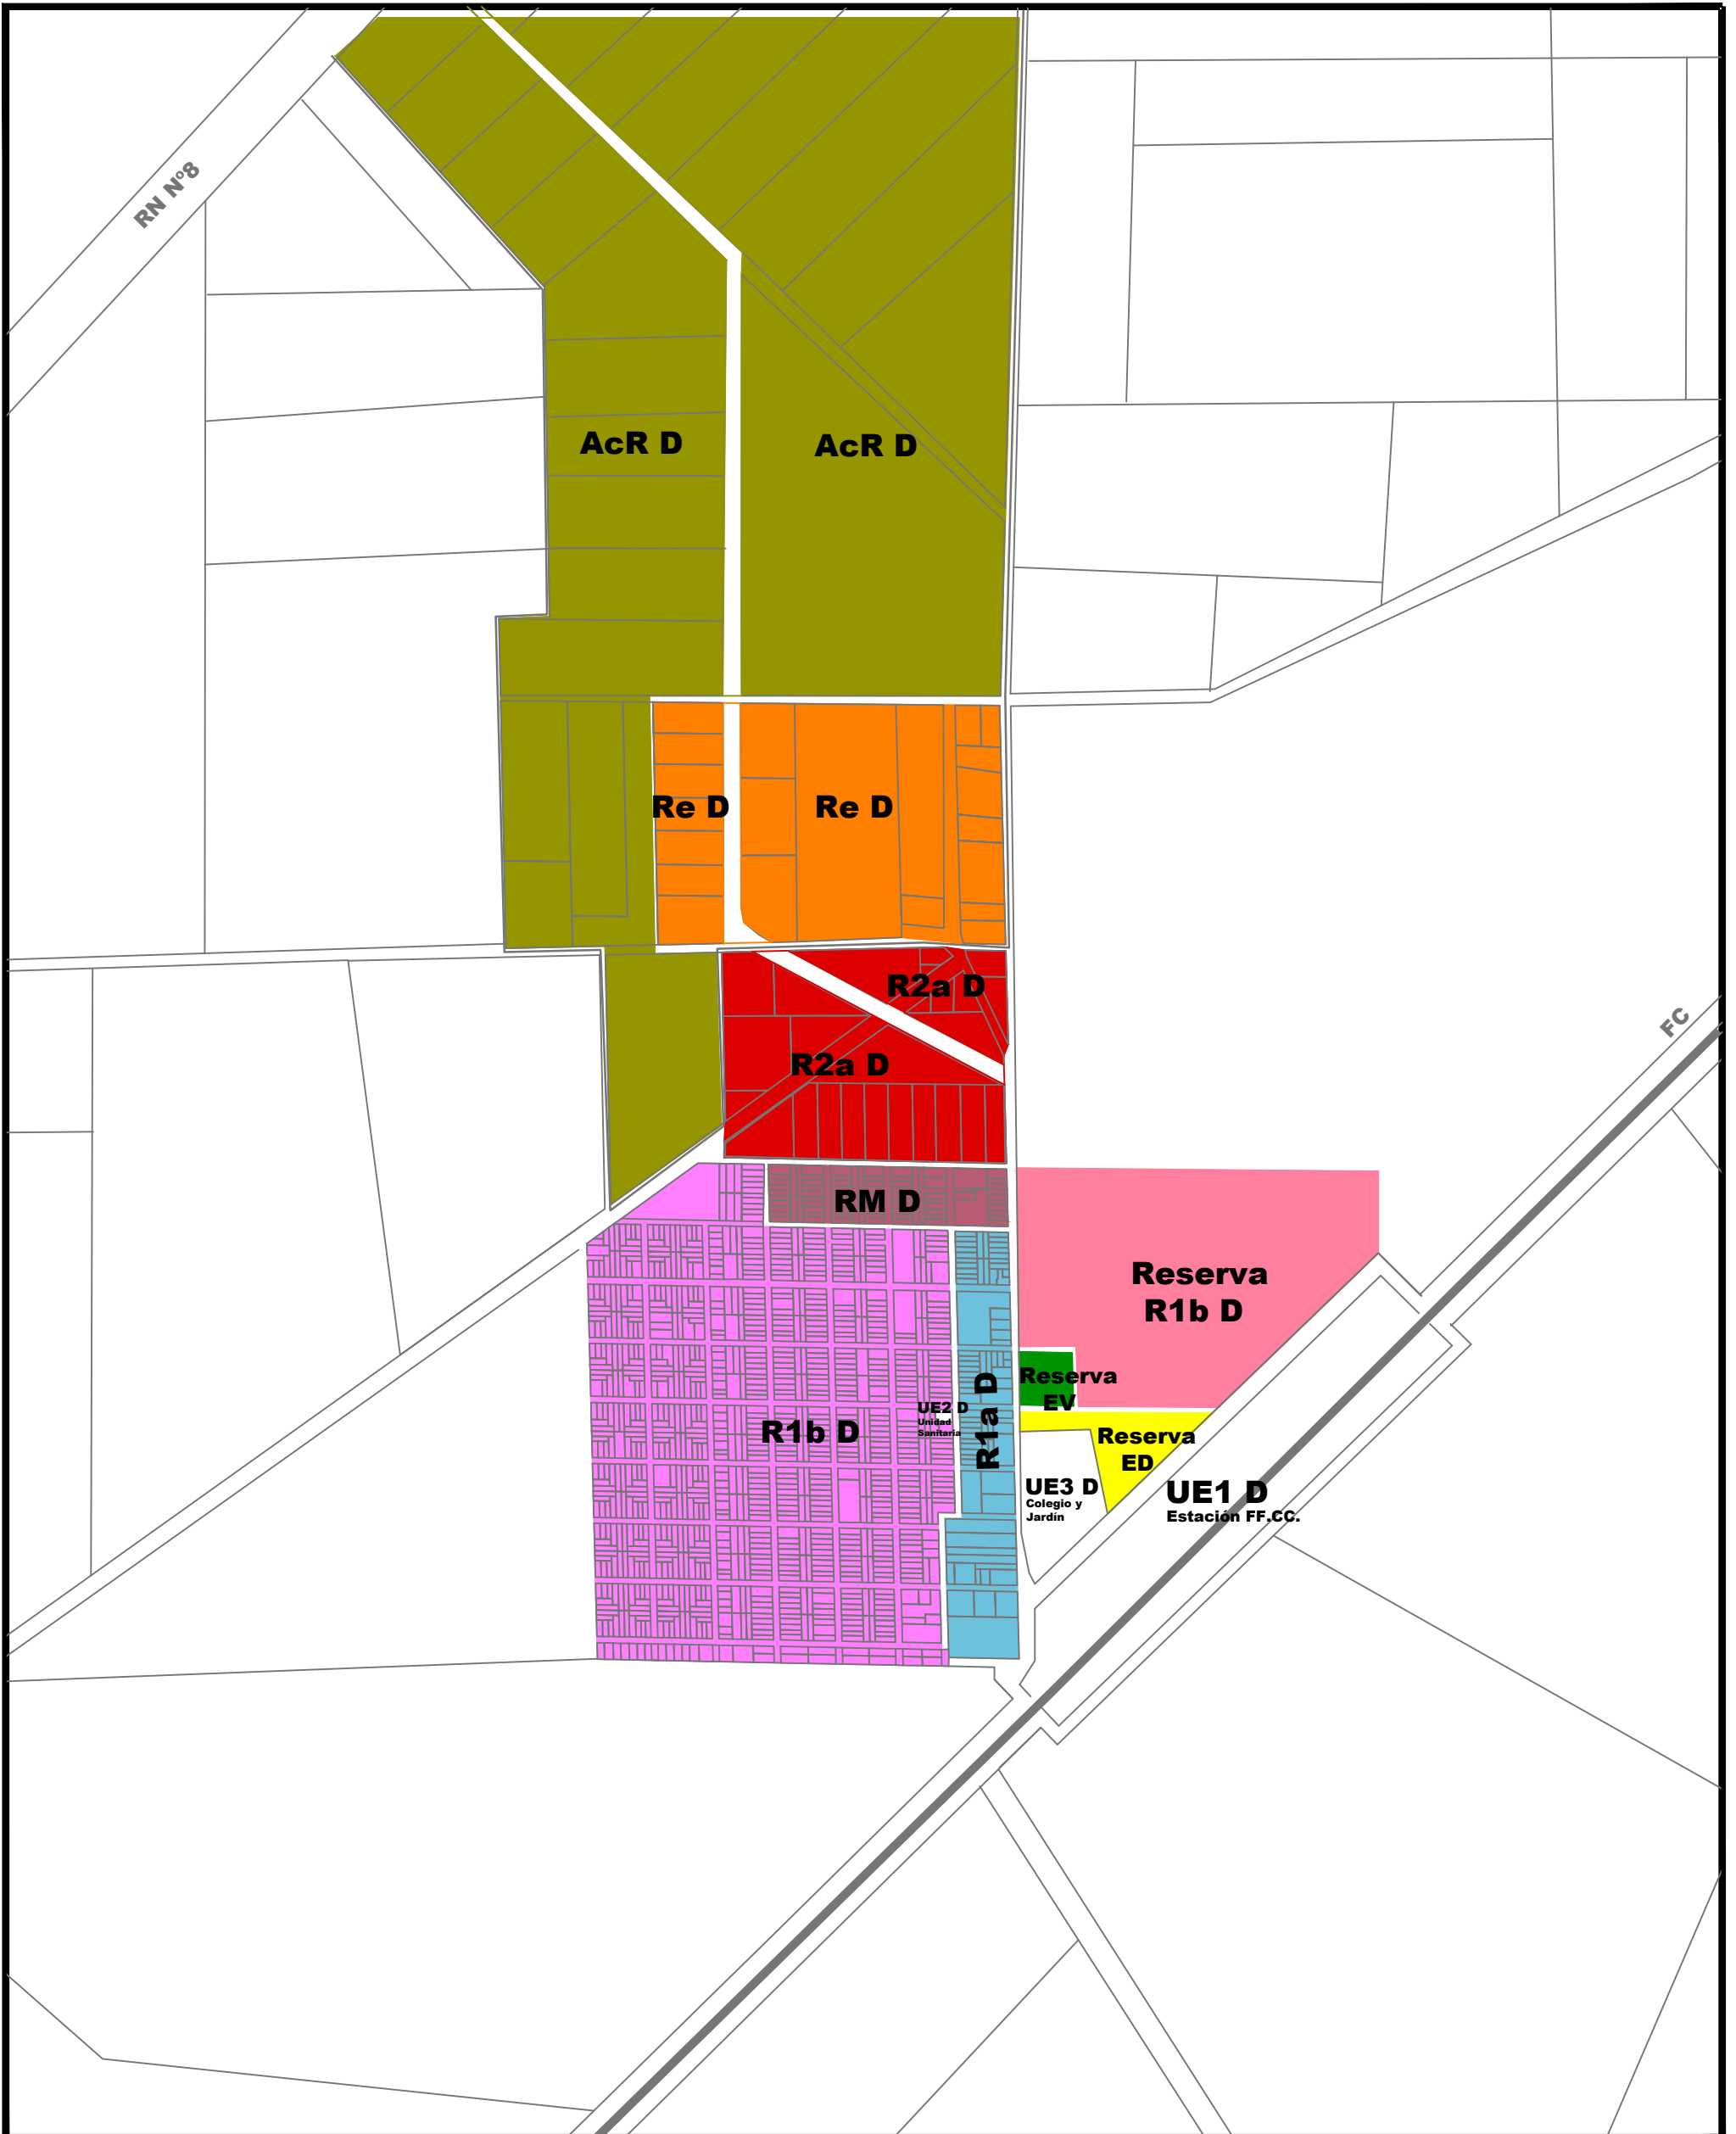 RN Nº8
AcR D
AcR D
Re D
Re D
R2a D
R2a D
FC
RM D
Reserva
R1b D
Reserva
EV
R1a D
UE2 D
Unidad
Sanitaria
R1b D
Reserva
ED
UE3 D
Colegio y
Jardín
UE1 D
Estación FF.CC.